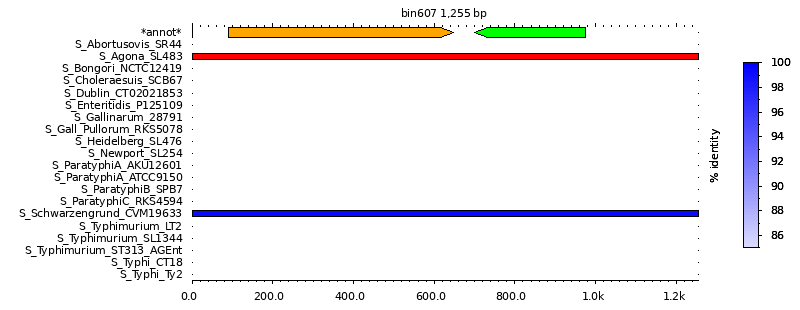 bin607 1,255 bp
*annot*
S_Abortusovis_SR44
S_Agona_SL483
S_Bongori_NCTC12419
S_Choleraesuis_SCB67
S_Dublin_CT02021853
S_Enteritidis_P125109
S_Gallinarum_28791
S_Gall_Pullorum_RKS5078
S_Heidelberg_SL476
S_Newport_SL254
S_ParatyphiA_AKU12601
S_ParatyphiA_ATCC9150
S_ParatyphiB_SPB7
S_ParatyphiC_RKS4594
S_Schwarzengrund_CVM19633
S_Typhimurium_LT2
S_Typhimurium_SL1344
S_Typhimurium_ST313_AGEnt
S_Typhi_CT18
S_Typhi_Ty2
0.0 200.0 400.0 600.0 800.0 1.0k 1.2k
% identity
100
98
96
94
92
90
88
86